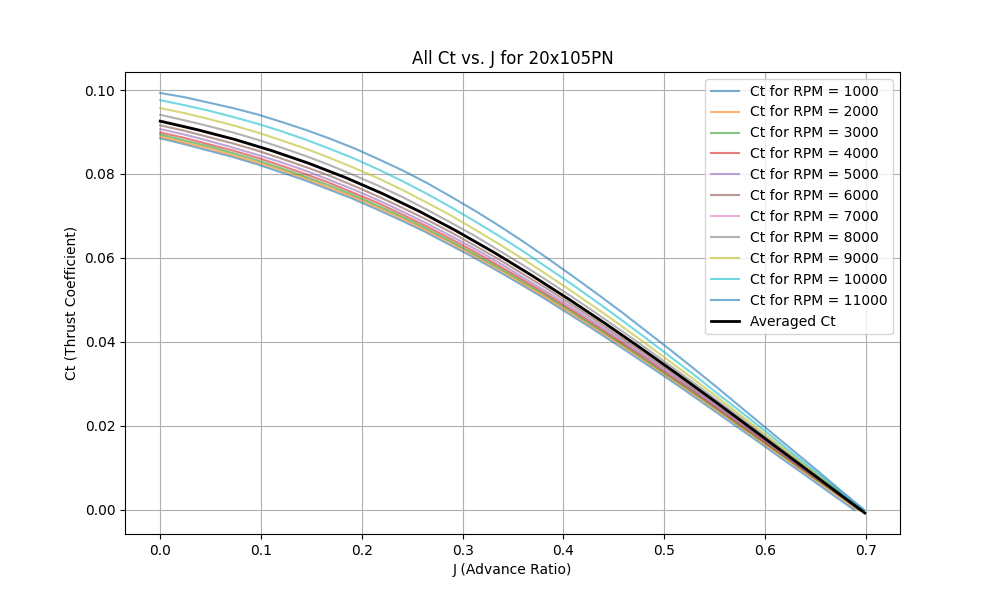 All Ct vs. J for 20x105PN
Ct (Thrust Coefficient)
0.10
0.08
0.06
0.04
0.02
0.00
Ct for RPM = 1000
Ct for RPM = 2000
Ct for RPM = 3000
Ct for RPM = 4000
Ct for RPM = 5000
Ct for RPM = 6000
Ct for RPM = 7000
Ct for RPM = 8000
Ct for RPM = 9000
Ct for RPM = 10000
Ct for RPM = 11000
Averaged Ct
0.0 0.1 0.2 0.3 0.4 0.5 0.6 0.7
J (Advance Ratio)